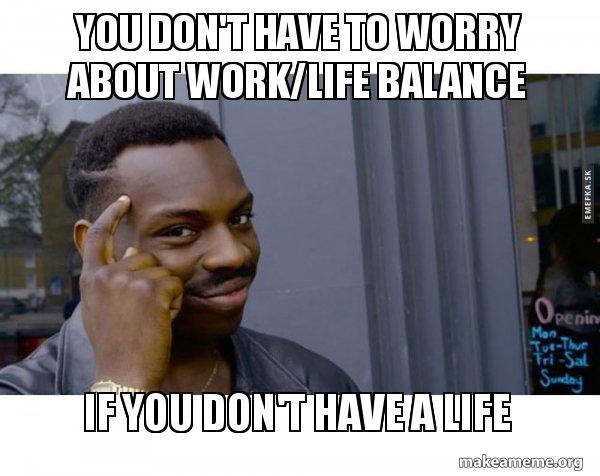 YOU DON'T HAVE TO WORRY
ABOUT WORK/LIFE BALANCE
EMEFKA.SK
Openin
Mon
Tue-Thur
Fri-Sat
Sunday
IF YOU DON'T HAVE A LIFE
makeameme.org